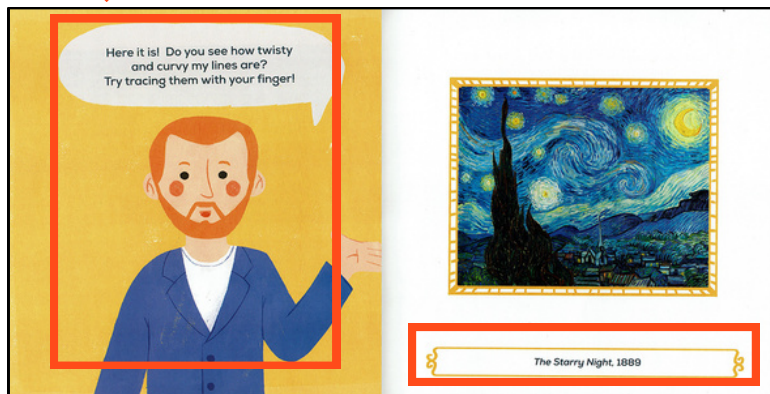 Here it is! Do you see how twisty
and curvy my lines are?
Try tracing them with your finger!
The Starry Night, 1889